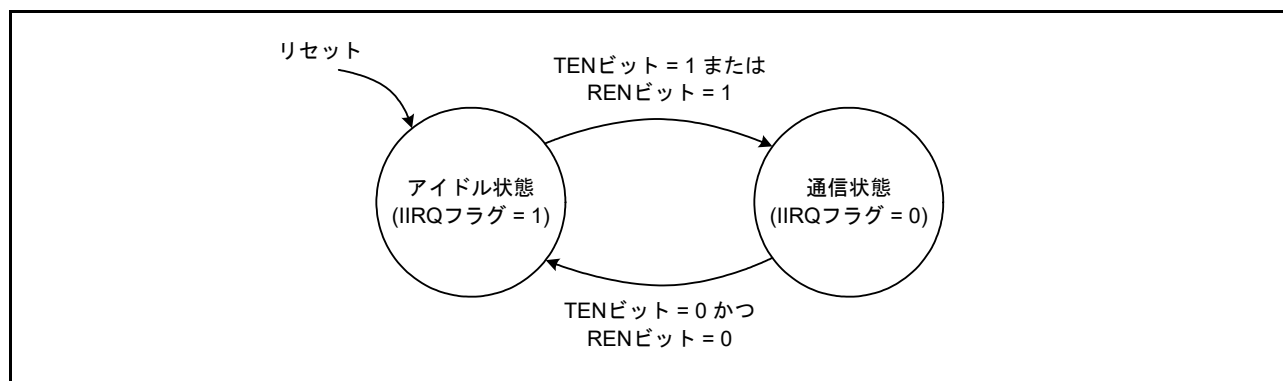 リセット
TENビット = 1 または
RENビット = 1
アイドル状態
(IIRQフラグ = 1)
通信状態
(IIRQフラグ = 0)
TENビット = 0 かつ
RENビット = 0